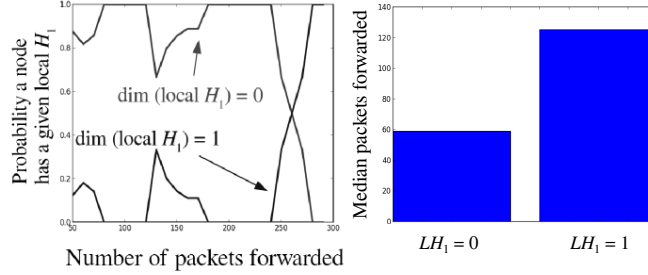 Probability a node
has a given local H₁
1.0
0.8
0.6
0.4
0.2
0.0
dim (local H₁) = 0
dim (local H₁) = 1
50
100
150
200
250
300
Number of packets forwarded
Median packets forwarded
140
120
100
80
60
40
20
0
LH₁ = 0
LH₁ = 1